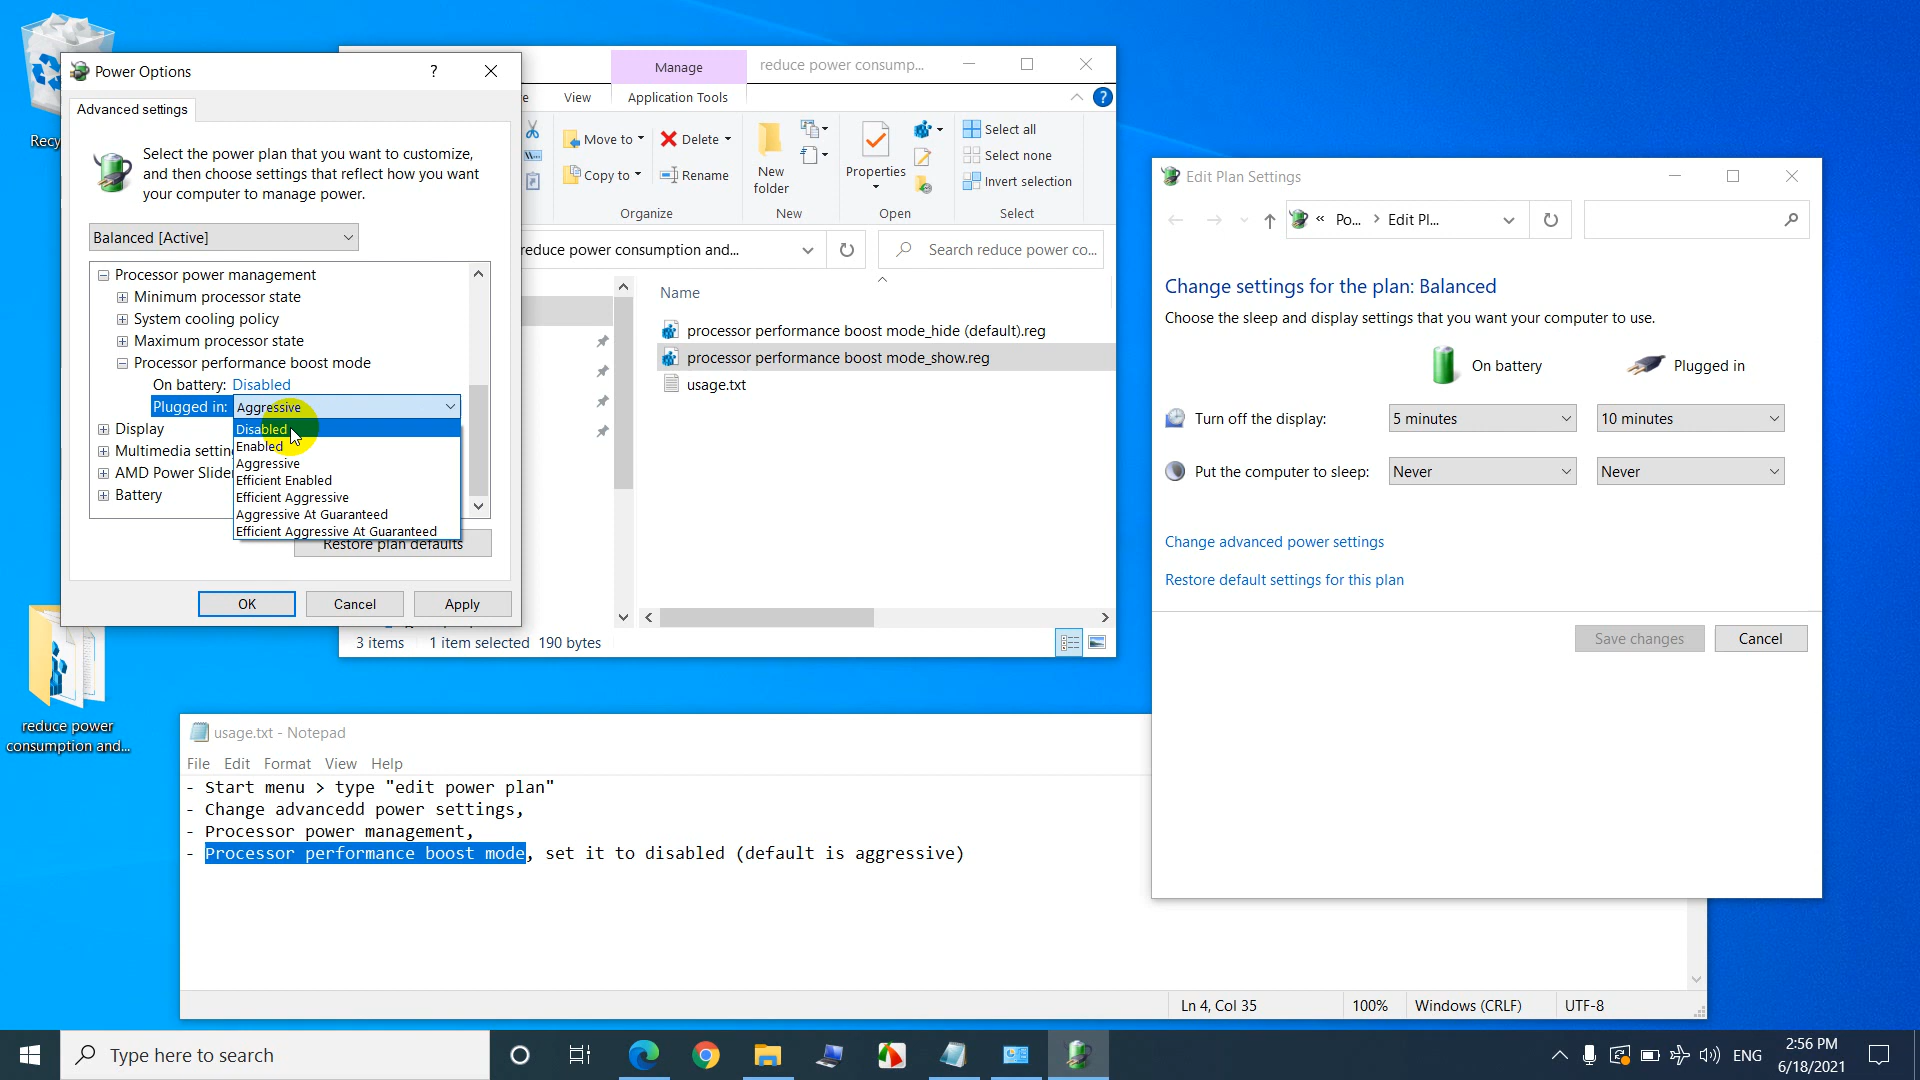 Recy
Power Options
?
Advanced settings
Select the power plan that you want to customize,
and then choose settings that reflect how you want
your computer to manage power.
Balanced [Active]
Processor power management
Minimum processor state
System cooling policy
Maximum processor state
Processor performance boost mode
On battery: Disabled
Plugged in: Aggressive
Disabled
Enabled
Aggressive
Efficient Enabled
Efficient Aggressive
Aggressive At Guaranteed
Efficient Aggressive At Guaranteed
Display
Multimedia settin
AMD Power Slider
Battery
Restore plan defaults
OK
Cancel
Apply
Manage
reduce power consump...
e
View
Application Tools
?
Move to
Copy to
Delete
Rename
Organize
New
folder
New
Properties
Open
Select all
Select none
Invert selection
Select
reduce power consumption and...
Search reduce power co...
Name
processor performance boost mode_hide (default).reg
processor performance boost mode_show.reg
usage.txt
3 items
1 item selected 190 bytes
Edit Plan Settings
« Po... > Edit Pl...
Change settings for the plan: Balanced
Choose the sleep and display settings that you want your computer to use.
On battery
Plugged in
Turn off the display:
5 minutes
10 minutes
Put the computer to sleep:
Never
Never
Change advanced power settings
Restore default settings for this plan
Save changes
Cancel
reduce power
consumption and...
usage.txt - Notepad
File Edit Format View Help
- Start menu > type "edit power plan"
- Change advancedd power settings,
- Processor power management,
- Processor performance boost mode, set it to disabled (default is aggressive)
Ln 4, Col 35
100%
Windows (CRLF)
UTF-8
Type here to search
ENG
2:56 PM
6/18/2021